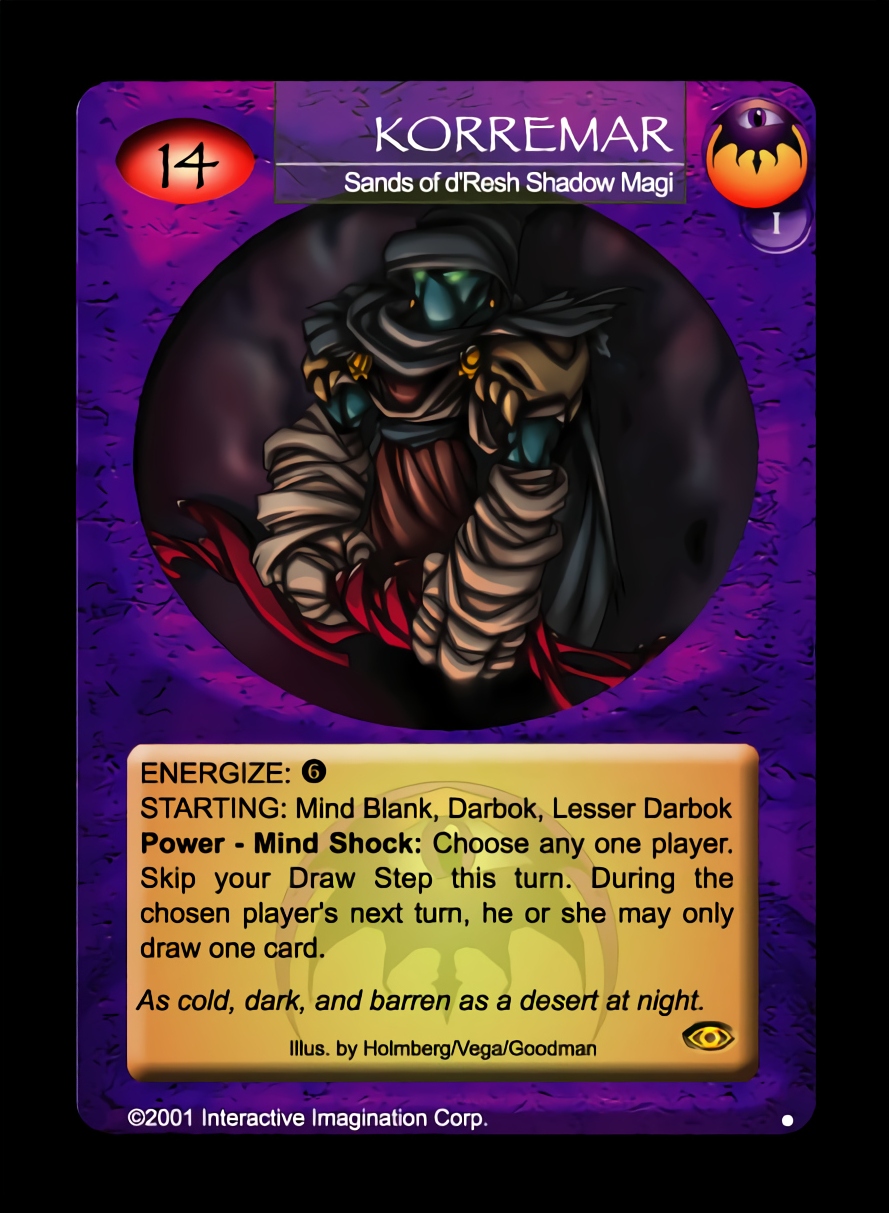 14
KORREMAR
Sands of d'Resh Shadow Magi
I
ENERGIZE: ❻
STARTING: Mind Blank, Darbok, Lesser Darbok
Power - Mind Shock: Choose any one player.
Skip your Draw Step this turn. During the
chosen player's next turn, he or she may only
draw one card.
As cold, dark, and barren as a desert at night.
Illus. by Holmberg/Vega/Goodman
©2001 Interactive Imagination Corp.